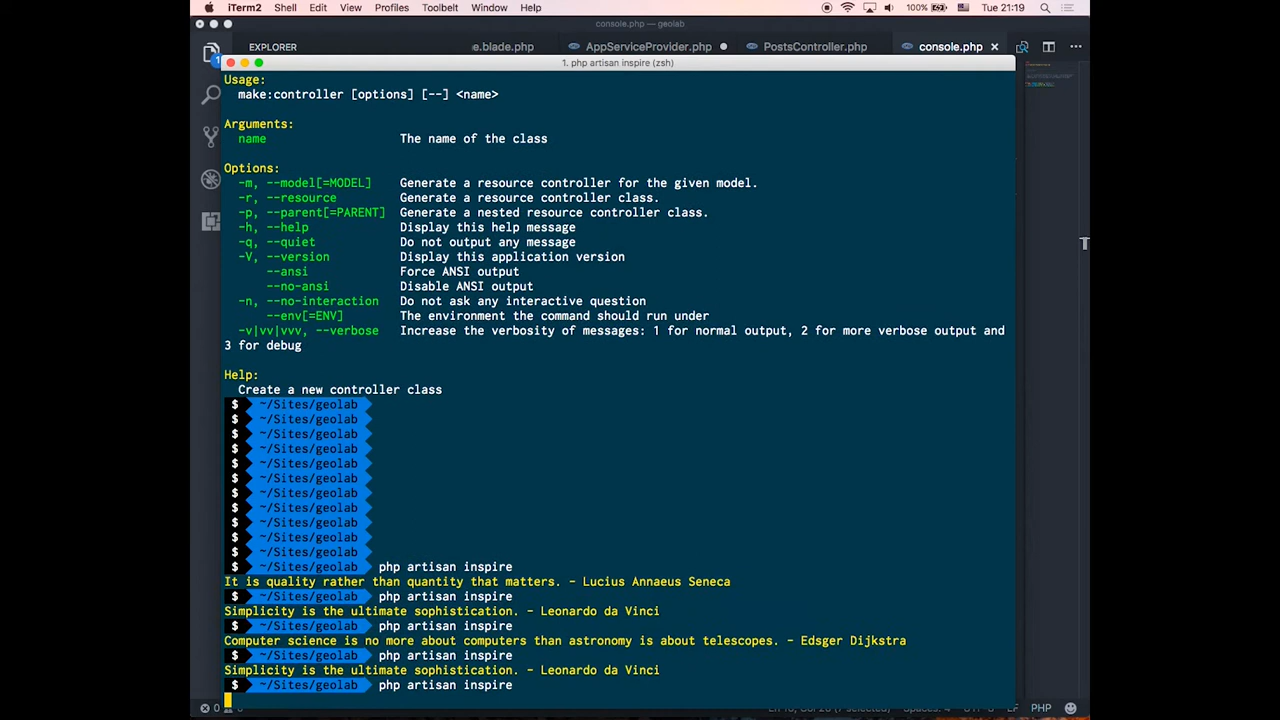 iTerm2 Shell Edit View Profiles Toolbelt Window Help 100% Tue 21:19
console.php — geolab
EXPLORER e.blade.php AppServiceProvider.php PostsController.php console.php
1. php artisan inspire (zsh)
1
Usage:
make:controller [options] [--] <name>
Arguments:
name The name of the class
Options:
-m, --model[=MODEL] Generate a resource controller for the given model.
-r, --resource Generate a resource controller class.
-p, --parent[=PARENT] Generate a nested resource controller class.
-h, --help Display this help message
-q, --quiet Do not output any message
-V, --version Display this application version
--ansi Force ANSI output
--no-ansi Disable ANSI output
-n, --no-interaction Do not ask any interactive question
--env[=ENV] The environment the command should run under
-v|vv|vvv, --verbose Increase the verbosity of messages: 1 for normal output, 2 for more verbose output and
3 for debug
Help:
Create a new controller class
$ ~/Sites/geolab
$ ~/Sites/geolab
$ ~/Sites/geolab
$ ~/Sites/geolab
$ ~/Sites/geolab
$ ~/Sites/geolab
$ ~/Sites/geolab
$ ~/Sites/geolab
$ ~/Sites/geolab
$ ~/Sites/geolab
$ ~/Sites/geolab
$ ~/Sites/geolab php artisan inspire
It is quality rather than quantity that matters. - Lucius Annaeus Seneca
$ ~/Sites/geolab php artisan inspire
Simplicity is the ultimate sophistication. - Leonardo da Vinci
$ ~/Sites/geolab php artisan inspire
Computer science is no more about computers than astronomy is about telescopes. - Edsger Dijkstra
$ ~/Sites/geolab php artisan inspire
Simplicity is the ultimate sophistication. - Leonardo da Vinci
$ ~/Sites/geolab php artisan inspire
0 PHP